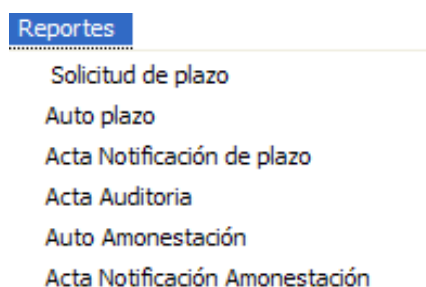 Reportes
Solicitud de plazo
Auto plazo
Acta Notificación de plazo
Acta Auditoria
Auto Amonestación
Acta Notificación Amonestación